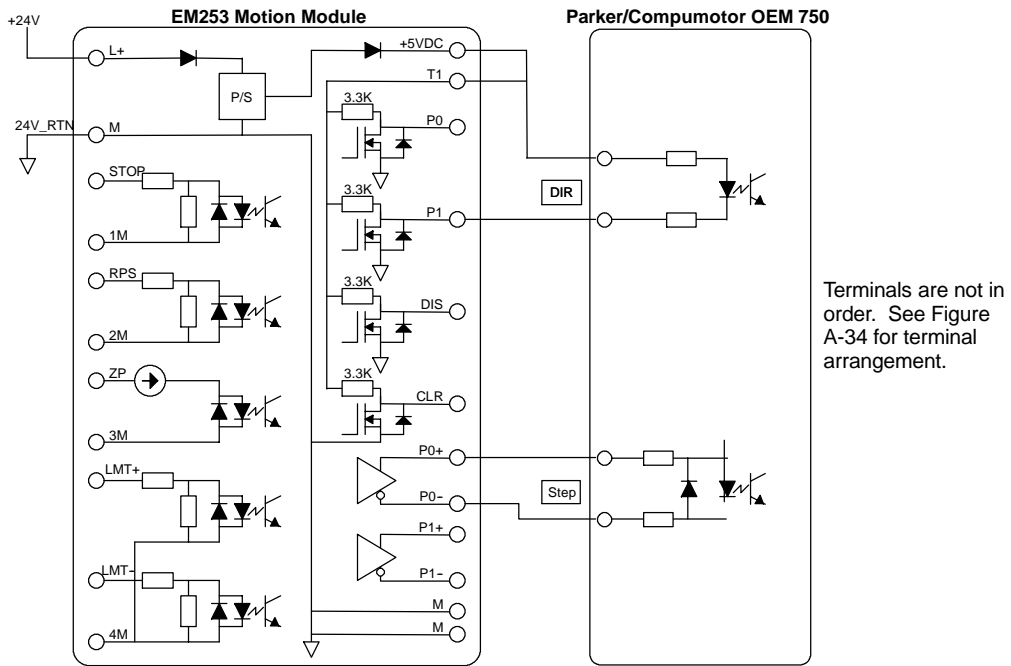 EM253 Motion Module
Parker/Compumotor OEM 750
+24V
L+
+5VDC
T1
P/S
3.3K
P0
24V_RTN
M
STOP
3.3K
DIR
P1
1M
RPS
3.3K
DIS
Terminals are not in
order. See Figure
A-34 for terminal
arrangement.
2M
ZP
3.3K
CLR
3M
P0+
LMT+
Step
P0-
P1+
LMT-
P1-
M
4M
M